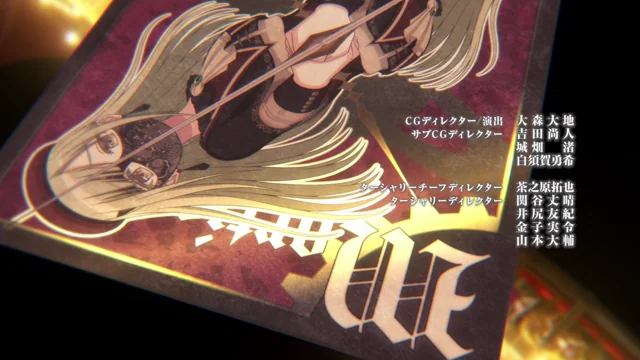 CGディレクター/演出 大森大地
サブCGディレクター 吉田尚人
城畑 渚
白須賀勇希
ターシャリーチーフディレクター 茶之原拓也
ターシャリーディレクター 関谷丈晴
井尻友紀
金子実令
山本大輔